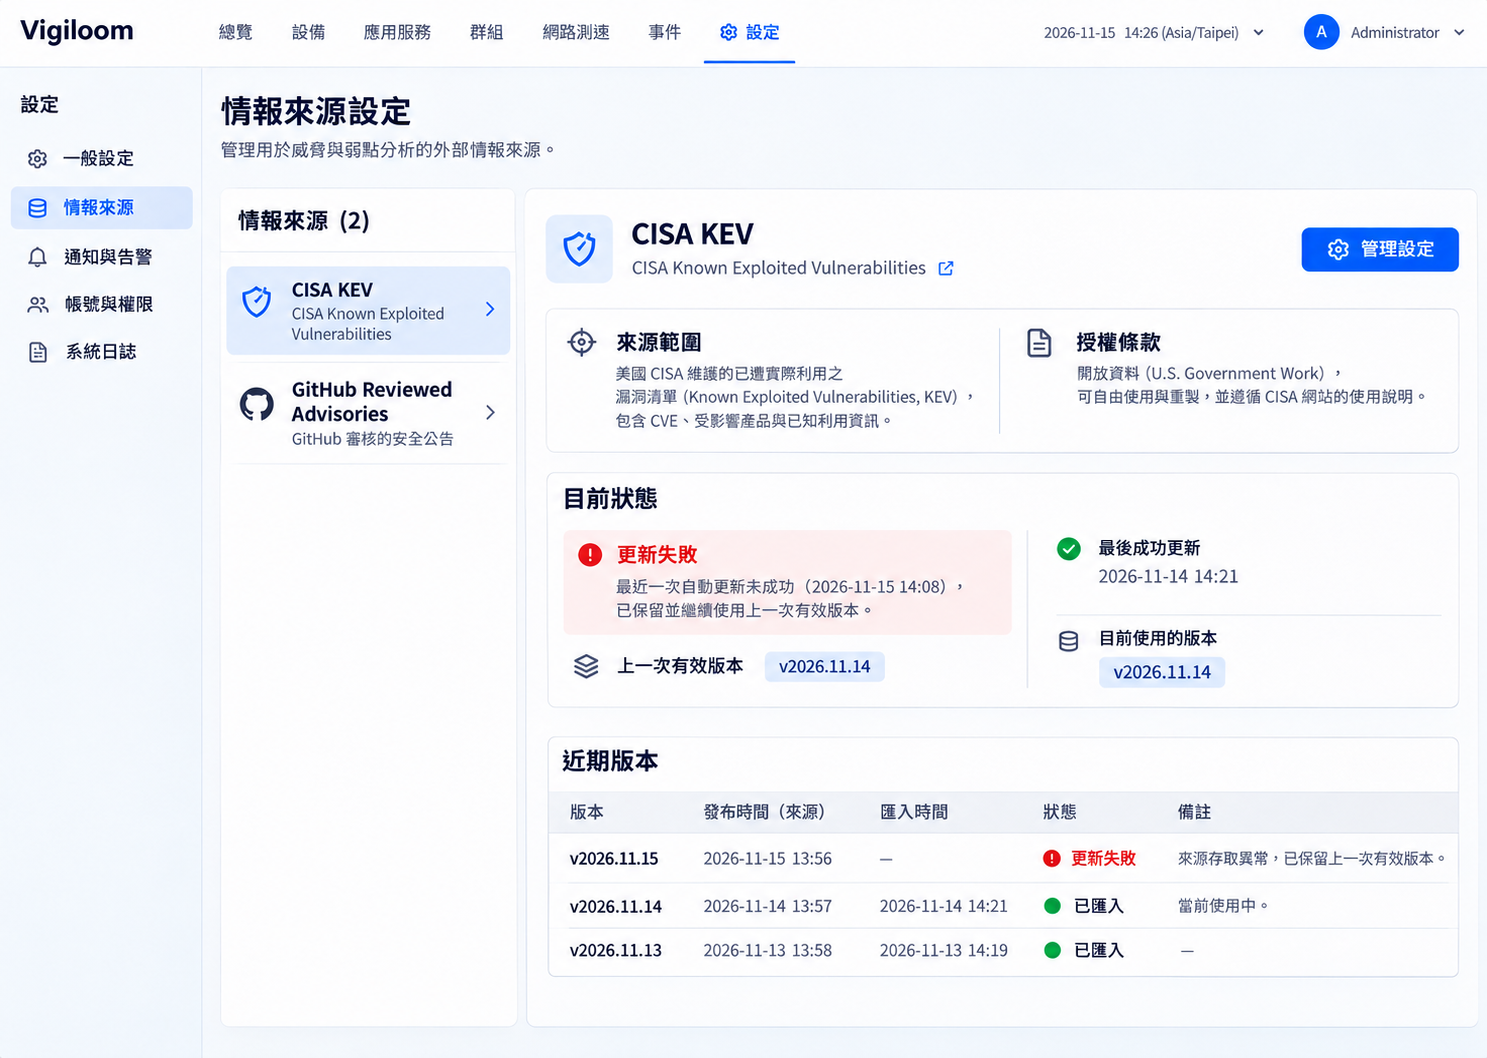 Vigiloom
總覽
設備
應用服務
群組
網路測速
事件
設定
2026-11-15 14:26 (Asia/Taipei)
A
Administrator
設定
一般設定
情報來源
通知與告警
帳號與權限
系統日誌
情報來源設定
管理用於威脅與弱點分析的外部情報來源。
情報來源 (2)
CISA KEV
CISA Known Exploited
Vulnerabilities
GitHub Reviewed
Advisories
GitHub 審核的安全公告
CISA KEV
CISA Known Exploited Vulnerabilities
管理設定
來源範圍
美國 CISA 維護的已遭實際利用之
漏洞清單 (Known Exploited Vulnerabilities, KEV)，
包含 CVE、受影響產品與已知利用資訊。
授權條款
開放資料 (U.S. Government Work)，
可自由使用與重製，並遵循 CISA 網站的使用說明。
目前狀態
更新失敗
最近一次自動更新未成功（2026-11-15 14:08），
已保留並繼續使用上一次有效版本。
上一次有效版本 v2026.11.14
最後成功更新
2026-11-14 14:21
目前使用的版本
v2026.11.14
近期版本
版本 發布時間（來源） 匯入時間 狀態 備註
v2026.11.15 2026-11-15 13:56 — 更新失敗 來源存取異常，已保留上一次有效版本。
v2026.11.14 2026-11-14 13:57 2026-11-14 14:21 已匯入 當前使用中。
v2026.11.13 2026-11-13 13:58 2026-11-13 14:19 已匯入 —